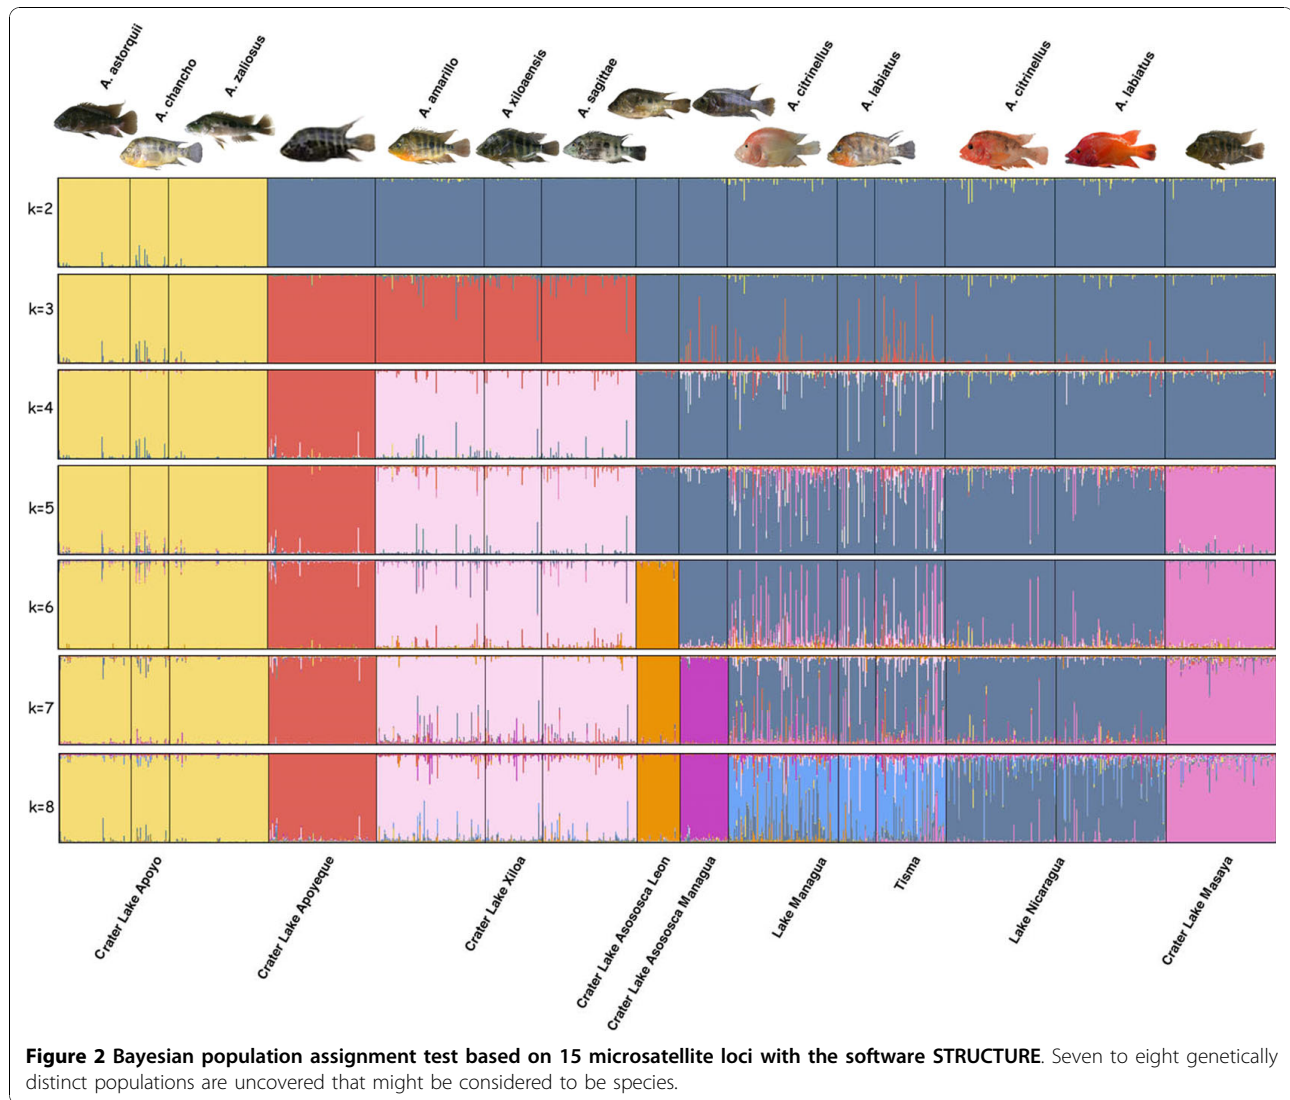 A. astorquii
A. chancho
A. zaliosus
A. amarillo
A xiloaensis
A. sagittae
A. citrinellus
A. labiatus
A. citrinellus
A. labiatus
k=2
k=3
k=4
k=5
k=6
k=7
k=8
Crater Lake Apoyo
Crater Lake Apoyeque
Crater Lake Xiloa
Crater Lake Asososca Leon
Crater Lake Asososca Managua
Lake Managua
Tisma
Lake Nicaragua
Crater Lake Masaya
Figure 2 Bayesian population assignment test based on 15 microsatellite loci with the software STRUCTURE. Seven to eight genetically
distinct populations are uncovered that might be considered to be species.